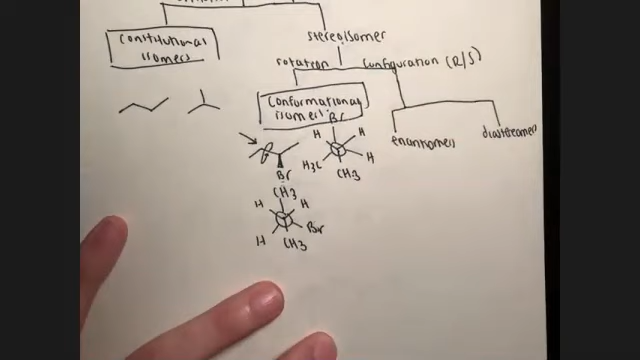 stereoisomer
constitutional
isomers
rotation
configuration (R/S)
conformational
isomers
Br
H
H
H
H3C
CH3
enantiomers
diastereomers
Br
CH3
H
H
Br
H
CH3